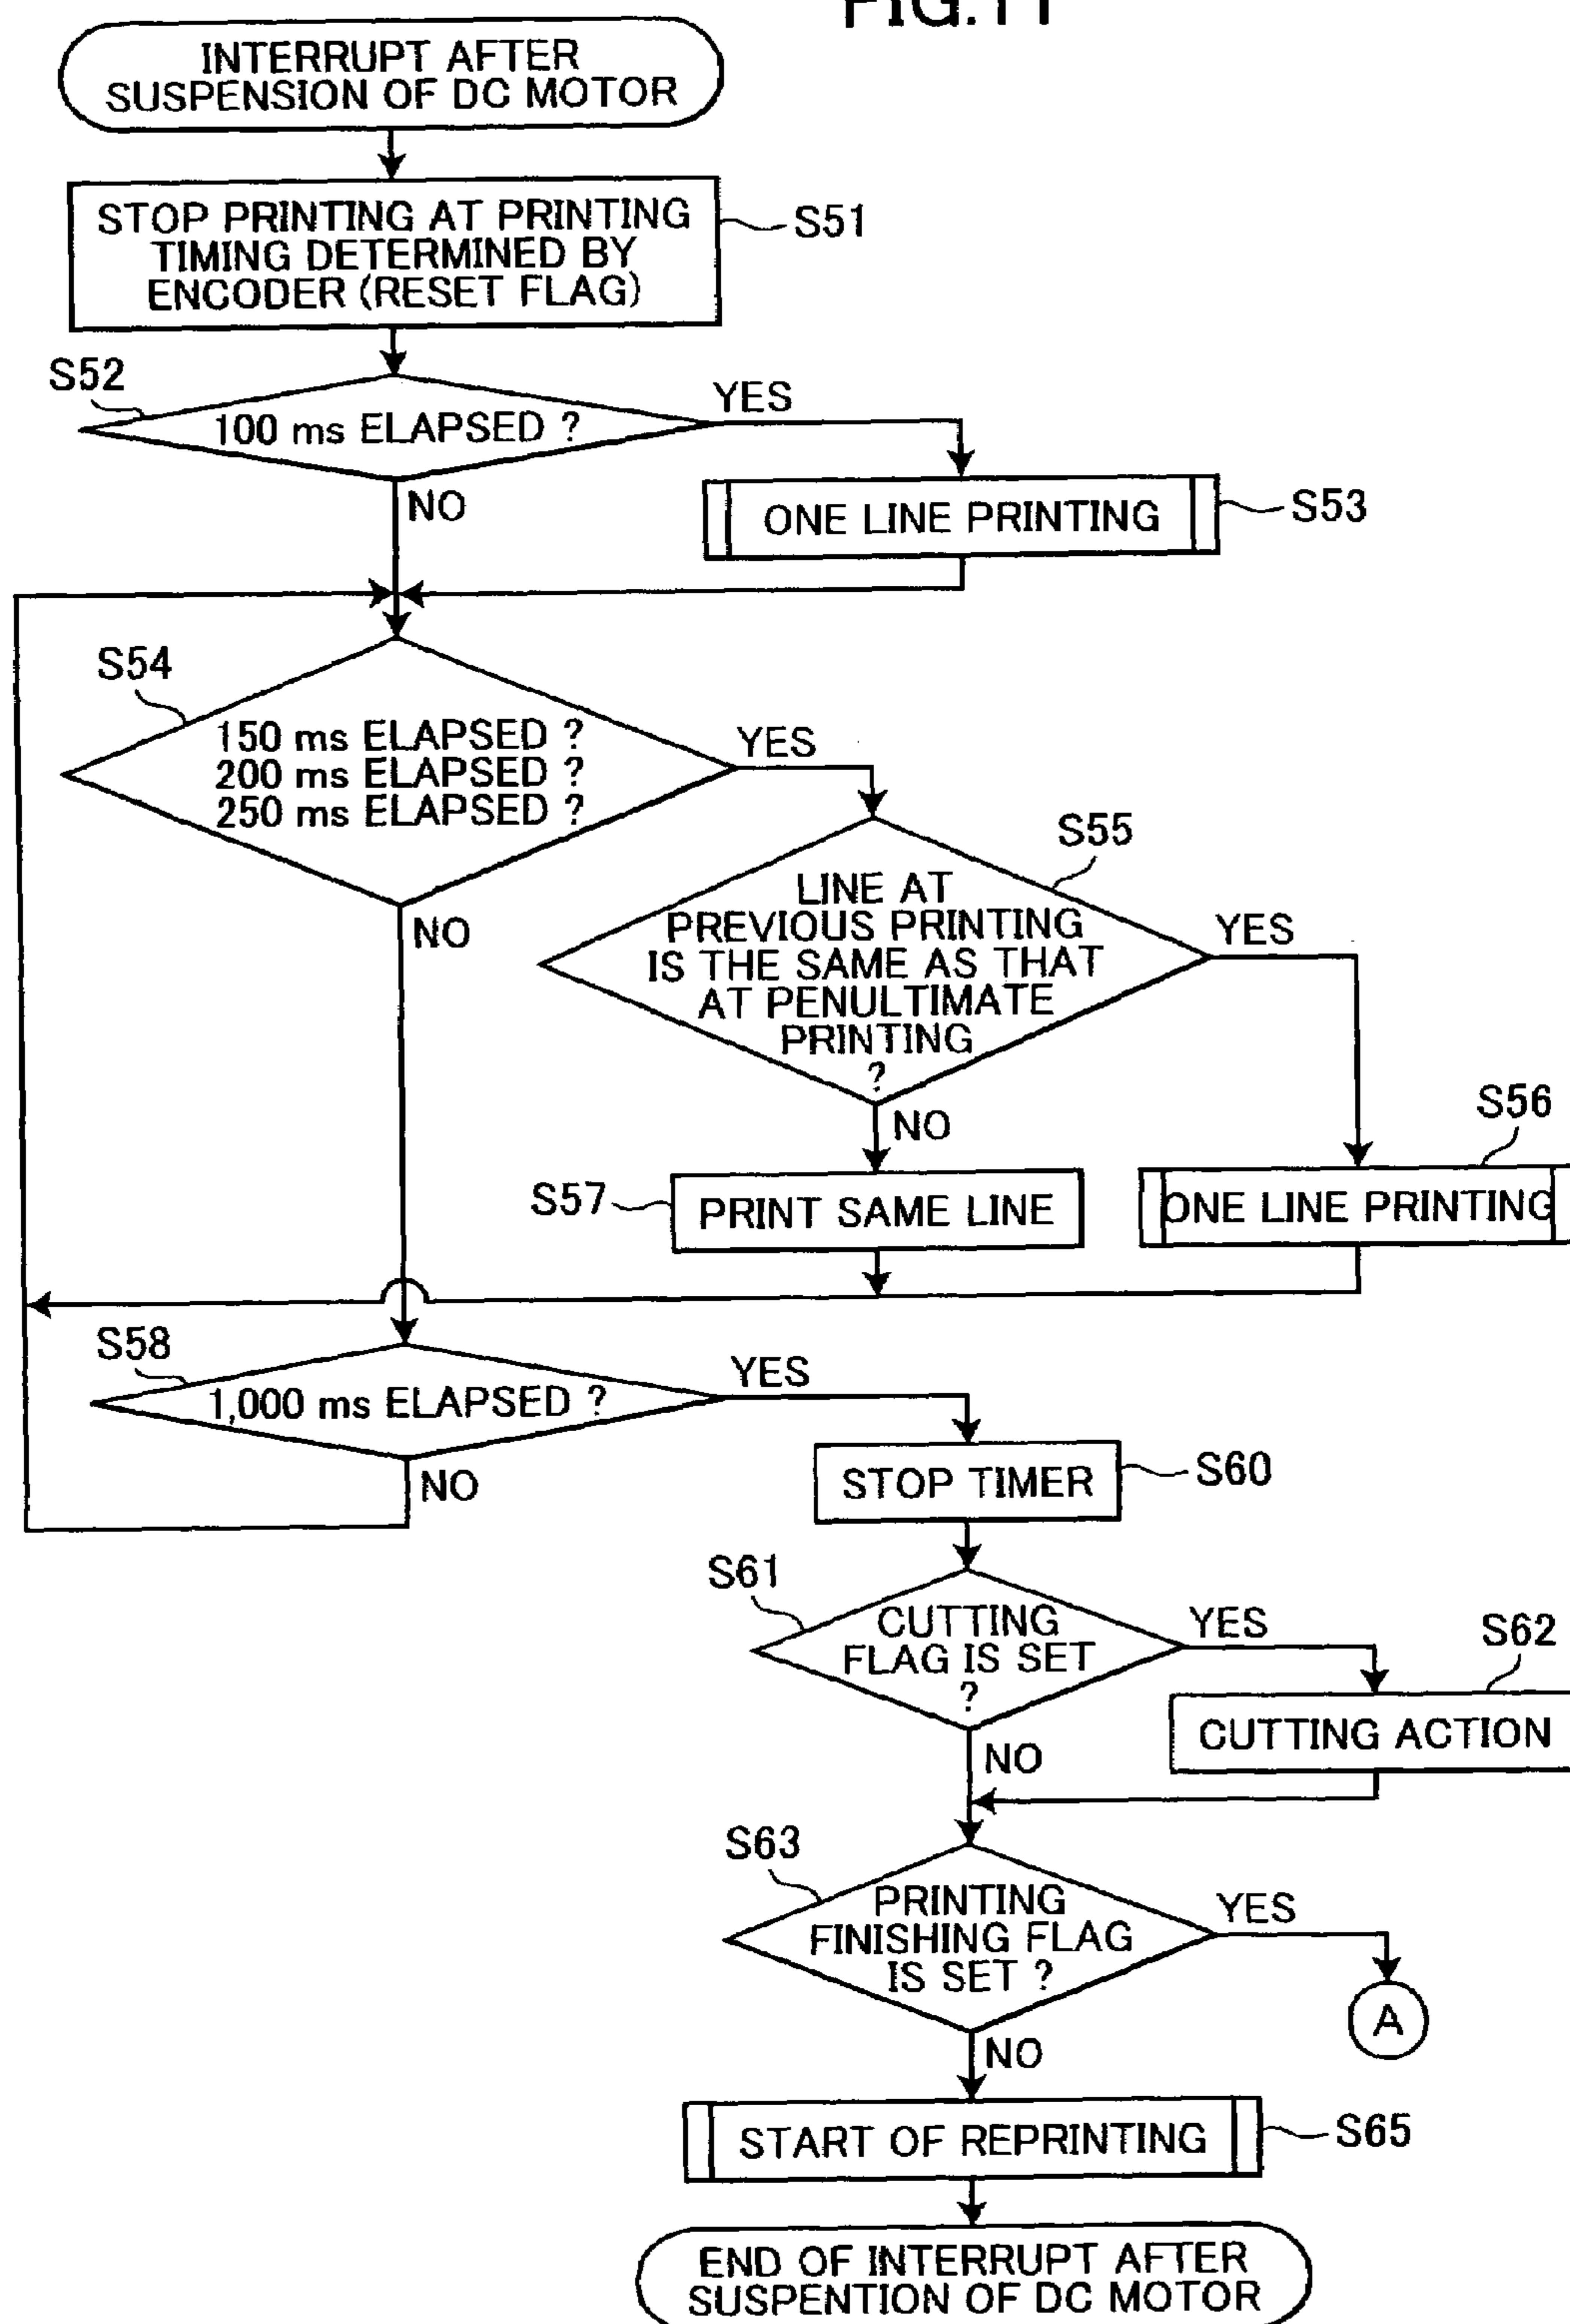 FIG.11
INTERRUPT AFTER
SUSPENSION OF DC MOTOR
STOP PRINTING AT PRINTING
TIMING DETERMINED BY
ENCODER (RESET FLAG)
S51
S52
100 ms ELAPSED ?
YES
NO
ONE LINE PRINTING
S53
S54
150 ms ELAPSED ?
200 ms ELAPSED ?
250 ms ELAPSED ?
YES
NO
S55
LINE AT
PREVIOUS PRINTING
IS THE SAME AS THAT
AT PENULTIMATE
PRINTING
?
YES
NO
S56
ONE LINE PRINTING
S57
PRINT SAME LINE
S58
1,000 ms ELAPSED ?
YES
NO
STOP TIMER
S60
S61
CUTTING
FLAG IS SET
?
YES
NO
S62
CUTTING ACTION
S63
PRINTING
FINISHING FLAG
IS SET ?
YES
A
NO
START OF REPRINTING
S65
END OF INTERRUPT AFTER
SUSPENTION OF DC MOTOR